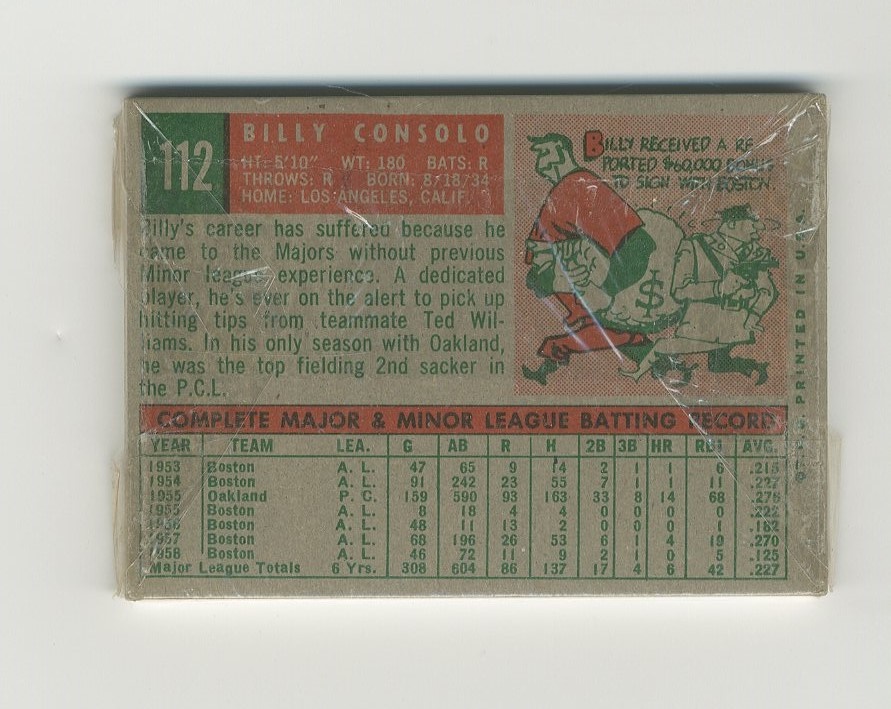 112
BILLY CONSOLO
HT: 5'10" WT: 180 BATS: R
THROWS: R BORN: 8/18/34
HOME: LOS ANGELES, CALIF.
Billy's career has suffered because he
came to the Majors without previous
Minor league experience. A dedicated
player, he's ever on the alert to pick up
hitting tips from teammate Ted Wil-
liams. In his only season with Oakland,
he was the top fielding 2nd sacker in
the P.C.L.
BILLY RECEIVED A RE-
PORTED $60,000 BONUS
TO SIGN WITH BOSTON.
$
PRINTED IN U.S.A.
COMPLETE MAJOR & MINOR LEAGUE BATTING RECORD
YEAR TEAM LEA. G AB R H 2B 3B HR RBI AVG.
1953 Boston A. L. 47 65 9 14 2 1 1 6 .215
1954 Boston A. L. 91 242 23 55 7 1 1 11 .227
1955 Oakland P. C. 159 590 93 163 33 8 14 68 .276
1955 Boston A. L. 8 18 4 4 0 0 0 0 .222
1956 Boston A. L. 48 11 13 2 0 0 0 1 .182
1957 Boston A. L. 68 196 26 53 6 1 4 19 .270
1958 Boston A. L. 46 72 11 9 2 1 0 5 .125
Major League Totals 6 Yrs. 308 604 86 137 17 4 6 42 .227